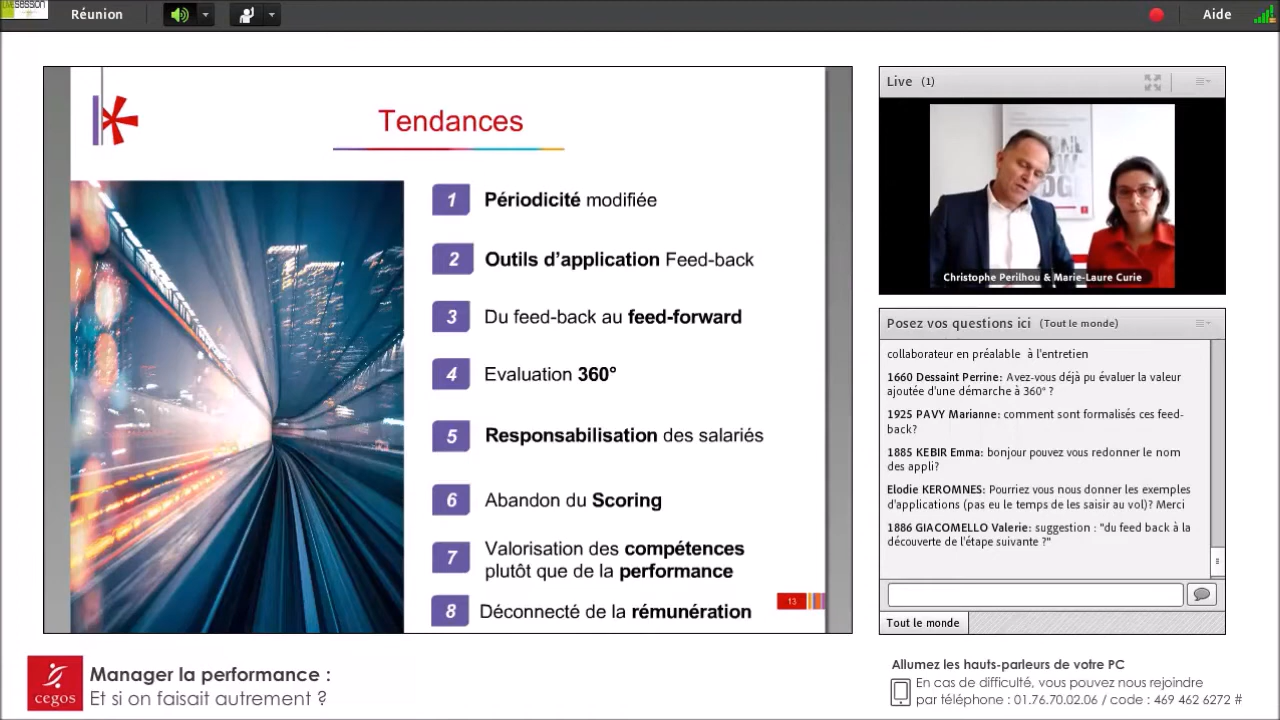 SESSION
Réunion
Aide
Tendances
1 Périodicité modifiée
2 Outils d'application Feed-back
3 Du feed-back au feed-forward
4 Evaluation 360°
5 Responsabilisation des salariés
6 Abandon du Scoring
7 Valorisation des compétences
plutôt que de la performance
8 Déconnecté de la rémunération
13
Live (1)
Christophe Perilhou & Marie-Laure Curie
Posez vos questions ici (Tout le monde)
collaborateur en préalable à l'entretien
1660 Dessaint Perrine: Avez-vous déjà pu évaluer la valeur
ajoutée d'une démarche à 360° ?
1925 PAVY Marianne: comment sont formalisés ces feed-
back?
1885 KEBIR Emma: bonjour pouvez vous redonner le nom
des appli?
Elodie KEROMNES: Pourriez vous nous donner les exemples
d'applications (pas eu le temps de les saisir au vol)? Merci
1886 GIACOMELLO Valerie: suggestion : "du feed back à la
découverte de l'étape suivante ?"
Tout le monde
cegos
Manager la performance :
Et si on faisait autrement ?
Allumez les hauts-parleurs de votre PC
En cas de difficulté, vous pouvez nous rejoindre
par téléphone : 01.76.70.02.06 / code : 469 462 6272 #